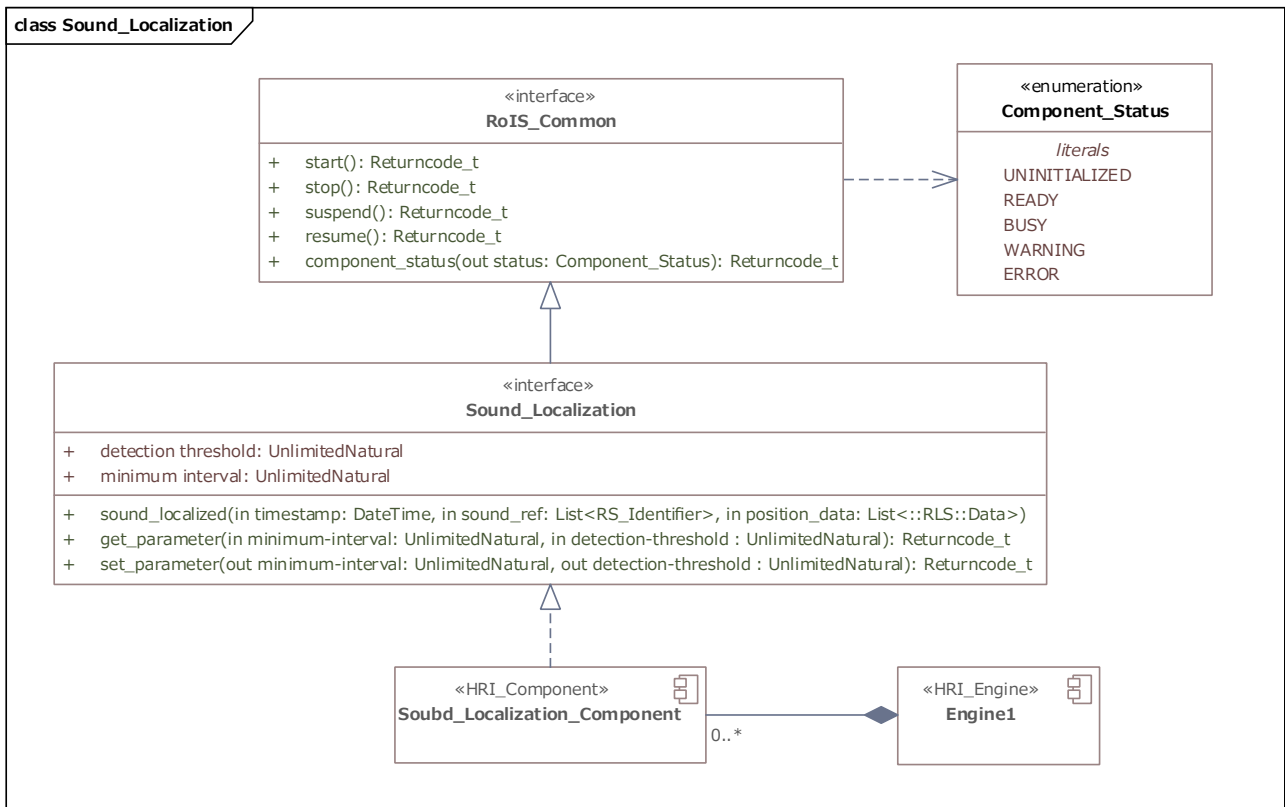 class Sound_Localization
«interface»
RoIS_Common
+ start(): Returncode_t
+ stop(): Returncode_t
+ suspend(): Returncode_t
+ resume(): Returncode_t
+ component_status(out status: Component_Status): Returncode_t
«enumeration»
Component_Status
literals
UNINITIALIZED
READY
BUSY
WARNING
ERROR
«interface»
Sound_Localization
+ detection threshold: UnlimitedNatural
+ minimum interval: UnlimitedNatural
+ sound_localized(in timestamp: DateTime, in sound_ref: List<RS_Identifier>, in position_data: List<::RLS::Data>)
+ get_parameter(in minimum-interval: UnlimitedNatural, in detection-threshold : UnlimitedNatural): Returncode_t
+ set_parameter(out minimum-interval: UnlimitedNatural, out detection-threshold : UnlimitedNatural): Returncode_t
«HRI_Component»
Soubd_Localization_Component
0..*
«HRI_Engine»
Engine1